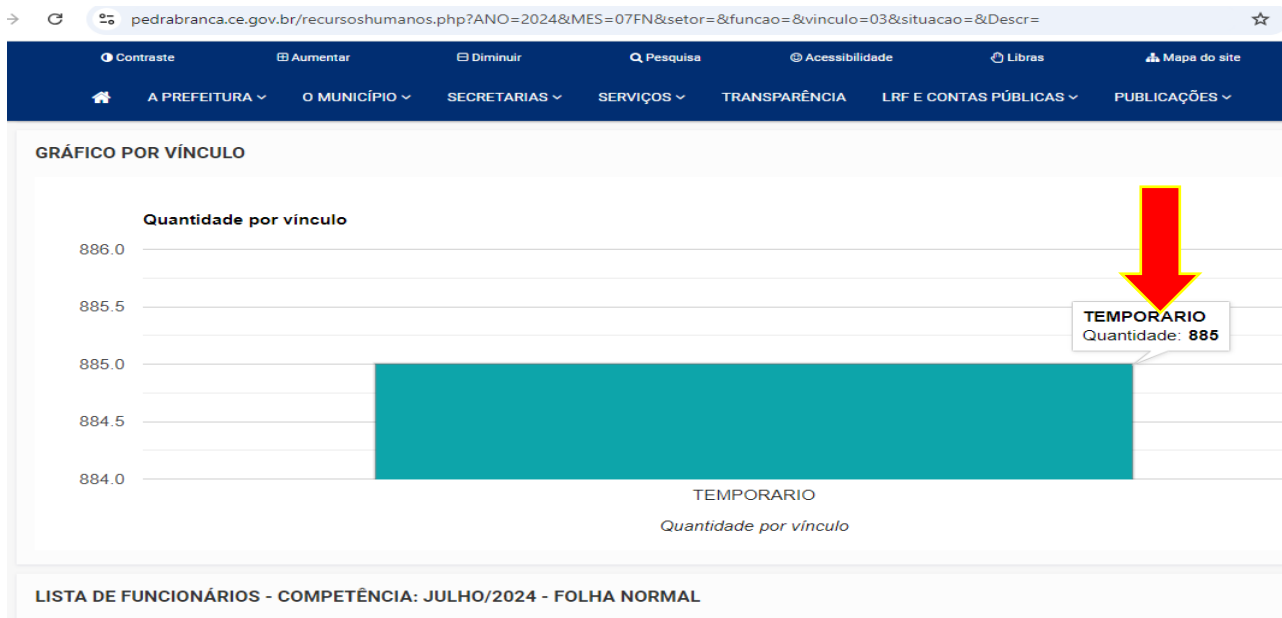 pedrabranca.ce.gov.br/recursoshumanos.php?ANO=2024&MES=07FN&setor=&funcao=&vinculo=03&situacao=&Descr=
Contraste Aumentar Diminuir Pesquisa Acessibilidade Libras Mapa do site
A PREFEITURA O MUNICÍPIO SECRETARIAS SERVIÇOS TRANSPARÊNCIA LRF E CONTAS PÚBLICAS PUBLICAÇÕES
GRÁFICO POR VÍNCULO
Quantidade por vínculo
886.0
885.5
TEMPORARIO
Quantidade: 885
885.0
884.5
884.0
TEMPORARIO
Quantidade por vínculo
LISTA DE FUNCIONÁRIOS - COMPETÊNCIA: JULHO/2024 - FOLHA NORMAL